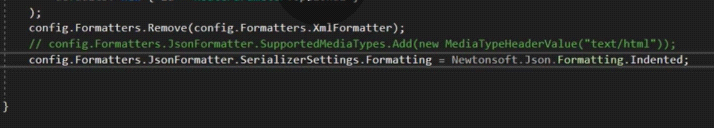 );
config.Formatters.Remove(config.Formatters.XmlFormatter);
// config.Formatters.JsonFormatter.SupportedMediaTypes.Add(new MediaTypeHeaderValue("text/html"));
config.Formatters.JsonFormatter.SerializerSettings.Formatting = Newtonsoft.Json.Formatting.Indented;
}